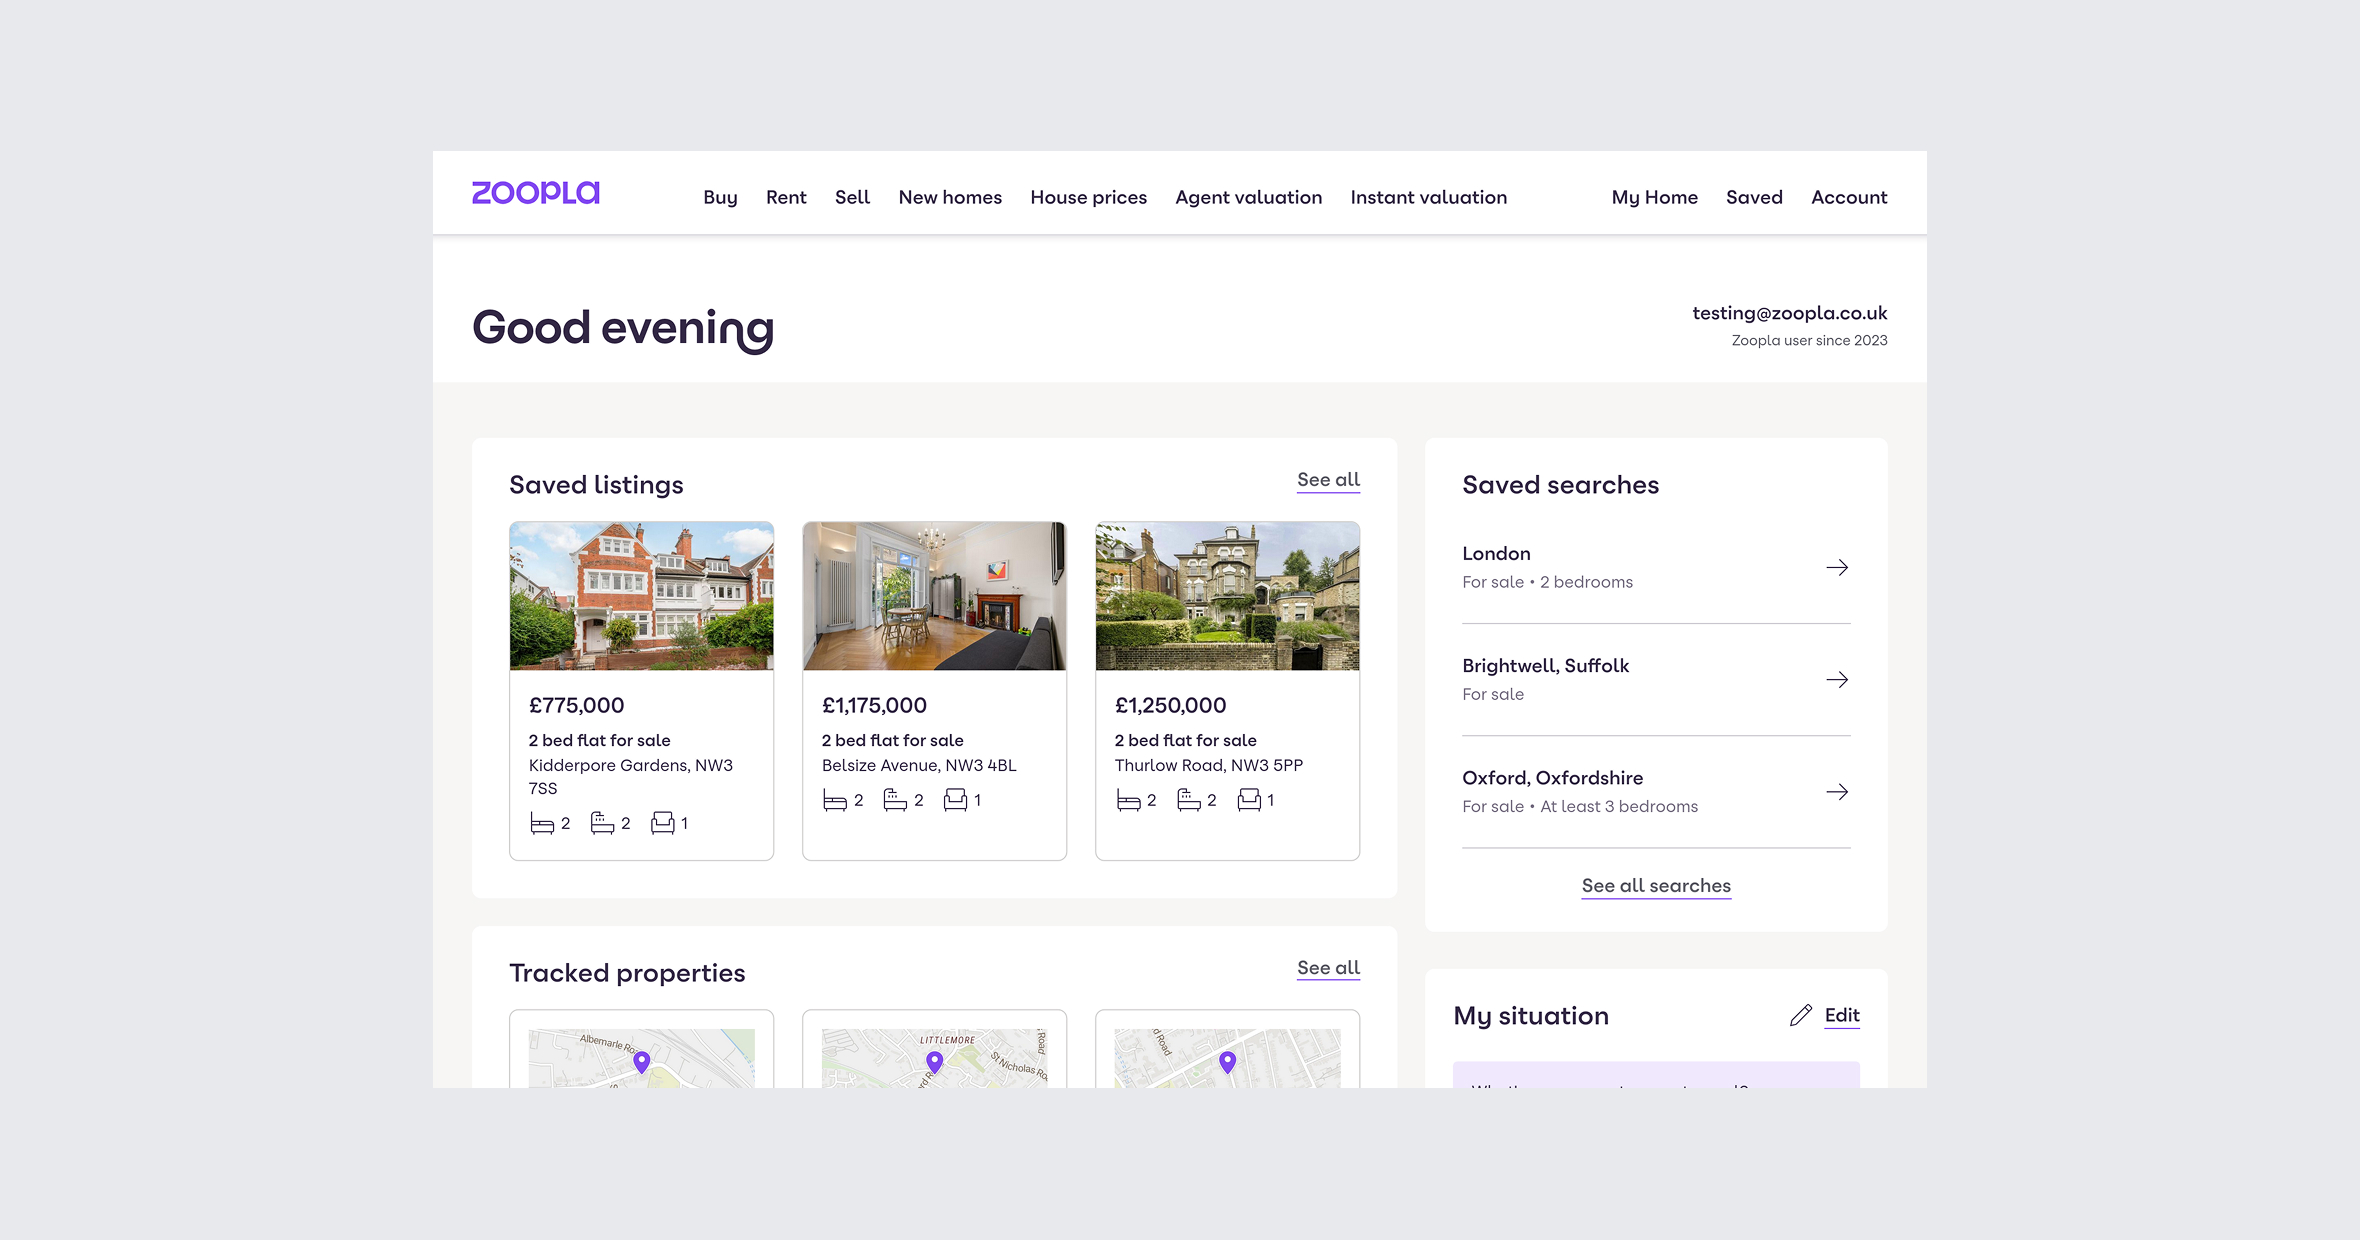 ZOOPLA
Buy Rent Sell New homes House prices Agent valuation Instant valuation My Home Saved Account
Good evening
testing@zoopla.co.uk
Zoopla user since 2023
Saved listings
See all
£775,000
2 bed flat for sale
Kidderpore Gardens, NW3
7SS
2 2 1
£1,175,000
2 bed flat for sale
Belsize Avenue, NW3 4BL
2 2 1
£1,250,000
2 bed flat for sale
Thurlow Road, NW3 5PP
2 2 1
Saved searches
London
For sale • 2 bedrooms
Brightwell, Suffolk
For sale
Oxford, Oxfordshire
For sale • At least 3 bedrooms
See all searches
Tracked properties
See all
Albemarle
LITTLEMORE
Road
St Nicholas
Road
My situation
Edit